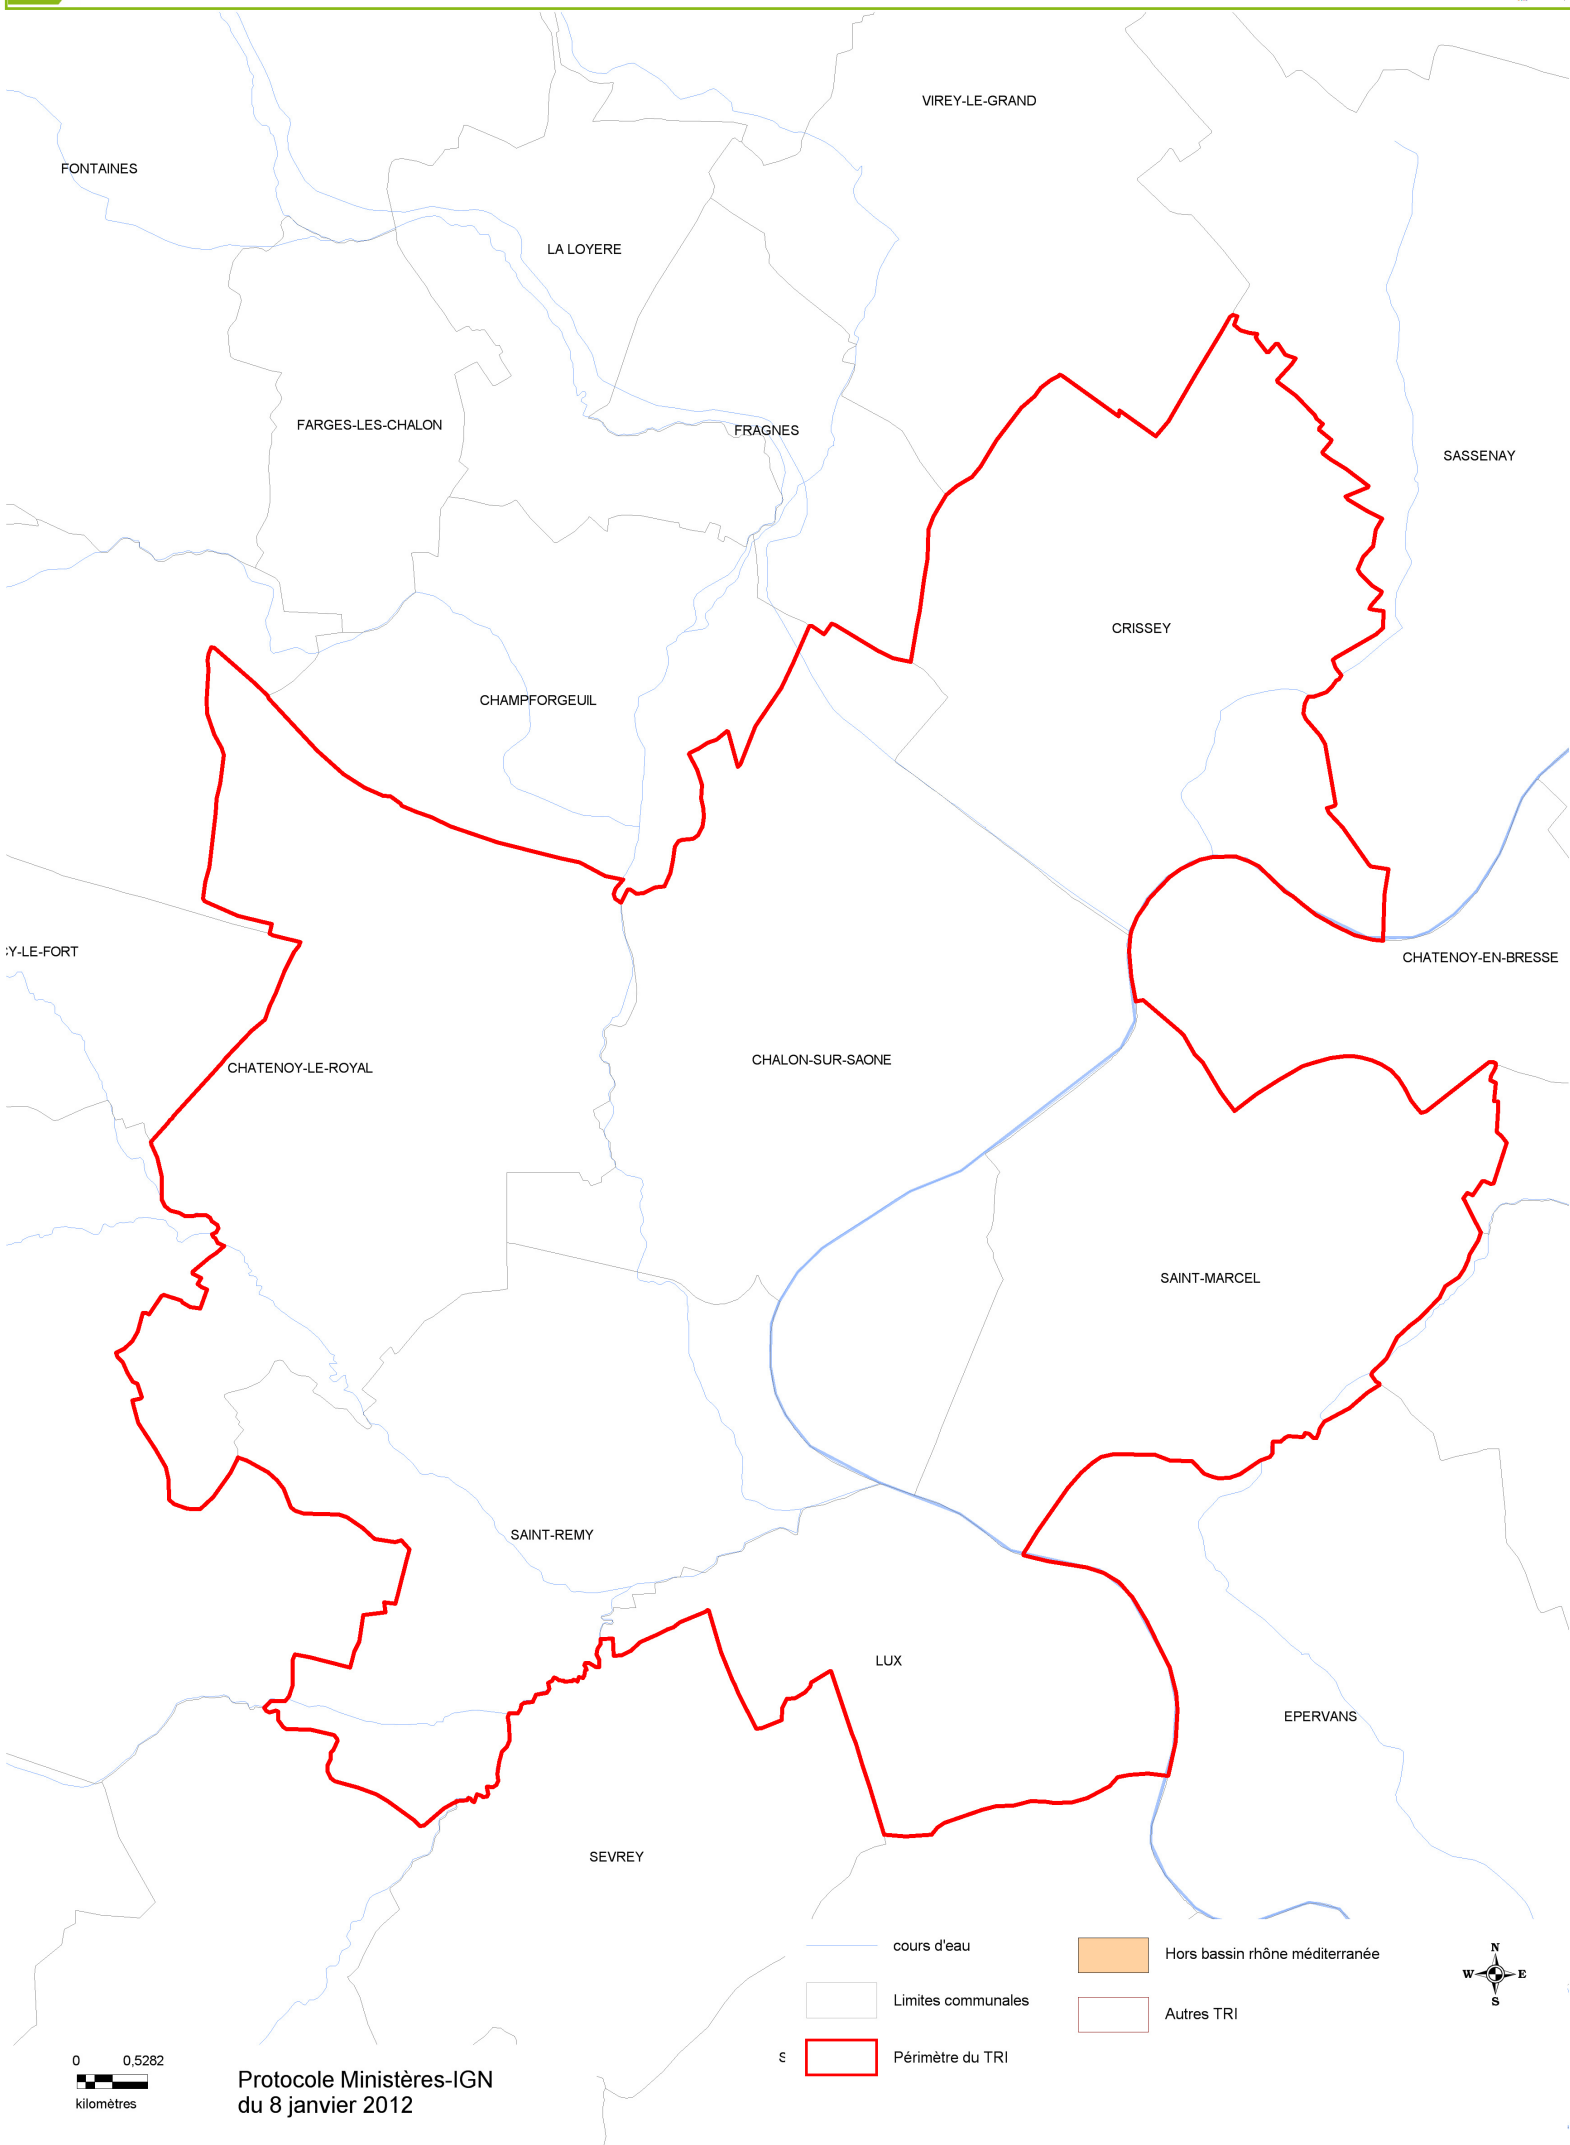 VIREY-LE-GRAND
FONTAINES
LA LOYERE
FARGES-LES-CHALON
FRAGNES
SASSENAY
CRISSEY
CHAMPFORGEUIL
Y-LE-FORT
CHATENOY-EN-BRESSE
CHATENOY-LE-ROYAL
CHALON-SUR-SAONE
SAINT-MARCEL
SAINT-REMY
LUX
EPERVANS
SEVREY
cours d'eau
Limites communales
S
Périmètre du TRI
Hors bassin rhône méditerranée
Autres TRI
N
W E
S
0 0,5282
kilomètres
Protocole Ministères-IGN
du 8 janvier 2012